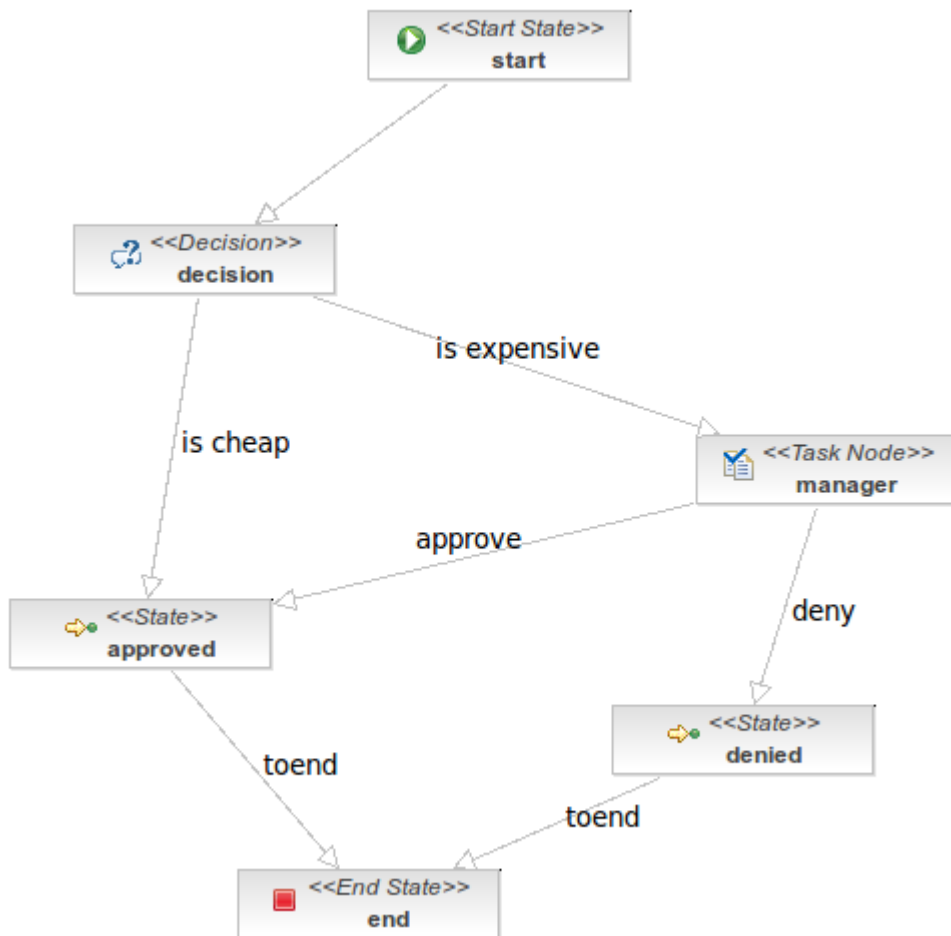 <<Start State>>
start
<<Decision>>
decision
is expensive
is cheap
<<Task Node>>
manager
approve
deny
<<State>>
approved
<<State>>
denied
toend
toend
<<End State>>
end